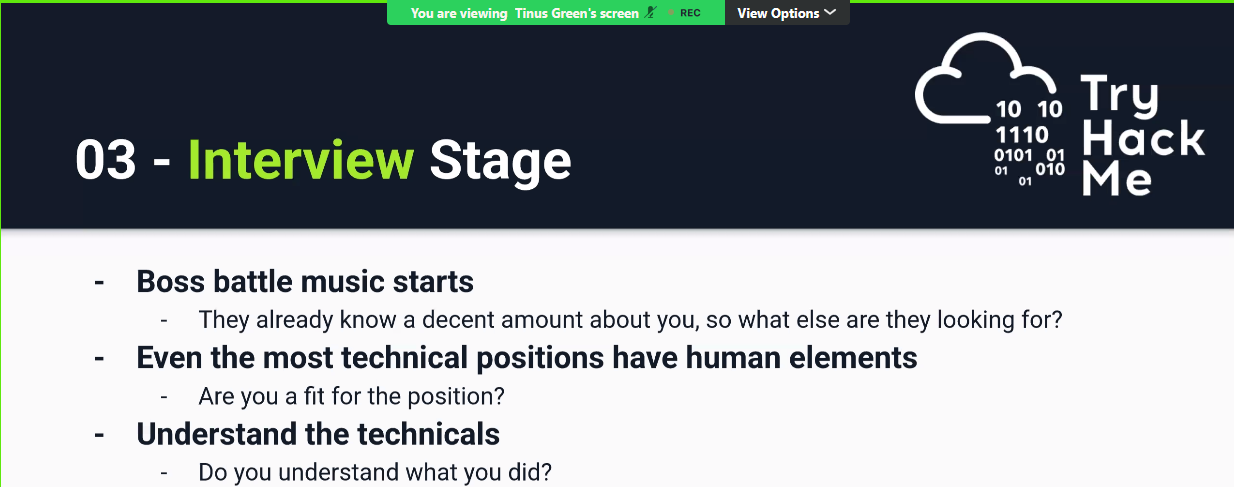 You are viewing Tinus Green's screen REC View Options
10 10
1110
0101 01
01 010
01
Try
Hack
Me
03 - Interview Stage
- Boss battle music starts
- They already know a decent amount about you, so what else are they looking for?
- Even the most technical positions have human elements
- Are you a fit for the position?
- Understand the technicals
- Do you understand what you did?